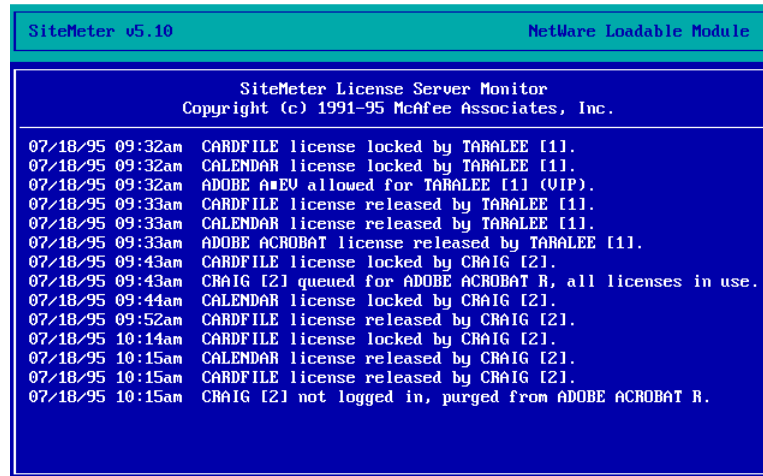 SiteMeter v5.10 NetWare Loadable Module
SiteMeter License Server Monitor
Copyright (c) 1991-95 McAfee Associates, Inc.
07/18/95 09:32am CARDFILE license locked by TARALEE [1].
07/18/95 09:32am CALENDAR license locked by TARALEE [1].
07/18/95 09:32am ADOBE A■EV allowed for TARALEE [1] (VIP).
07/18/95 09:33am CARDFILE license released by TARALEE [1].
07/18/95 09:33am CALENDAR license released by TARALEE [1].
07/18/95 09:33am ADOBE ACROBAT license released by TARALEE [1].
07/18/95 09:43am CARDFILE license locked by CRAIG [2].
07/18/95 09:43am CRAIG [2] queued for ADOBE ACROBAT R, all licenses in use.
07/18/95 09:44am CALENDAR license locked by CRAIG [2].
07/18/95 09:52am CARDFILE license released by CRAIG [2].
07/18/95 10:14am CARDFILE license locked by CRAIG [2].
07/18/95 10:15am CALENDAR license released by CRAIG [2].
07/18/95 10:15am CARDFILE license released by CRAIG [2].
07/18/95 10:15am CRAIG [2] not logged in, purged from ADOBE ACROBAT R.